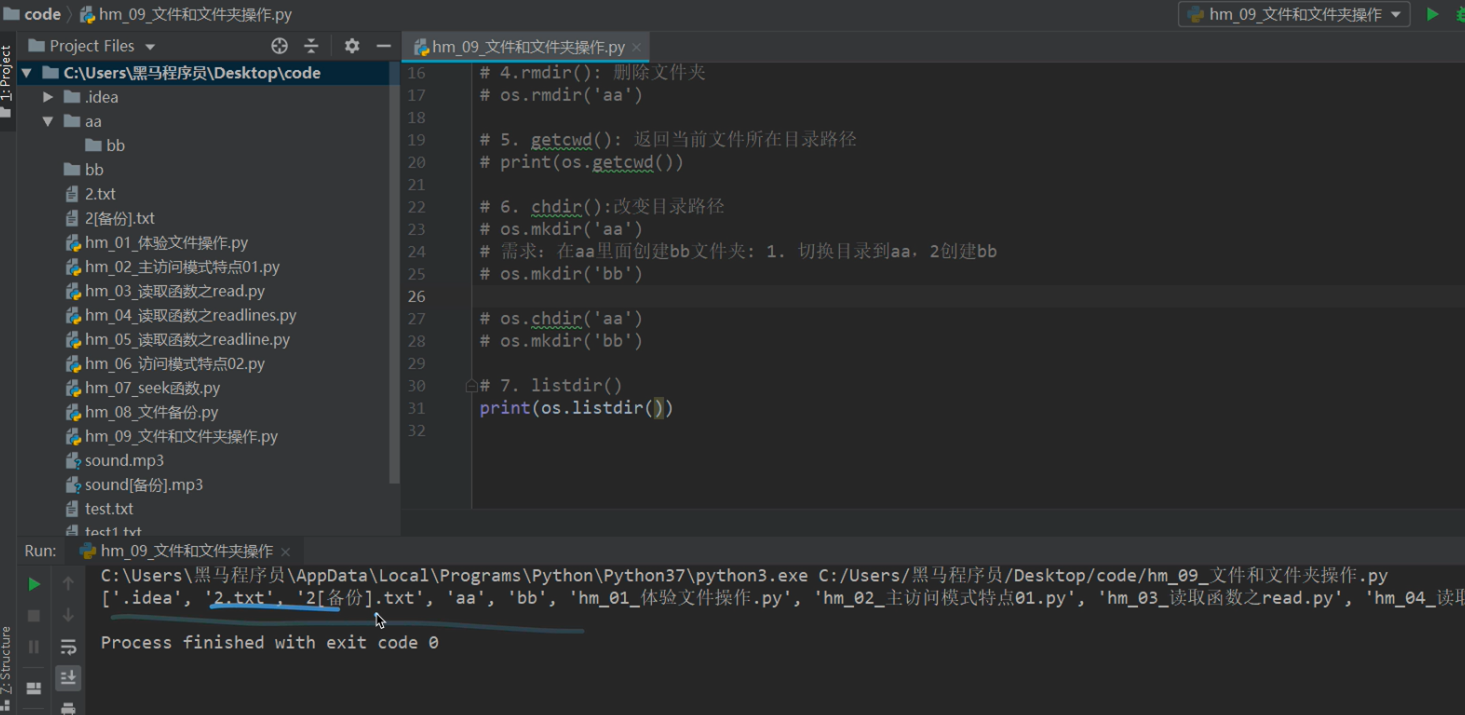 code hm_09_文件和文件夹操作.py hm_09_文件和文件夹操作
1: Project
Project Files
hm_09_文件和文件夹操作.py
C:\Users\黑马程序员\Desktop\code
.idea
aa
bb
bb
2.txt
2[备份].txt
hm_01_体验文件操作.py
hm_02_主访问模式特点01.py
hm_03_读取函数之read.py
hm_04_读取函数之readlines.py
hm_05_读取函数之readline.py
hm_06_访问模式特点02.py
hm_07_seek函数.py
hm_08_文件备份.py
hm_09_文件和文件夹操作.py
sound.mp3
sound[备份].mp3
test.txt
test1.txt
16 # 4.rmdir(): 删除文件夹
17 # os.rmdir('aa')
18
19 # 5. getcwd(): 返回当前文件所在目录路径
20 # print(os.getcwd())
21
22 # 6. chdir():改变目录路径
23 # os.mkdir('aa')
24 # 需求：在aa里面创建bb文件夹: 1. 切换目录到aa，2创建bb
25 # os.mkdir('bb')
26
27 # os.chdir('aa')
28 # os.mkdir('bb')
29
30 # 7. listdir()
31 print(os.listdir())
32
Run: hm_09_文件和文件夹操作
C:\Users\黑马程序员\AppData\Local\Programs\Python\Python37\python3.exe C:/Users/黑马程序员/Desktop/code/hm_09_文件和文件夹操作.py
['.idea', '2.txt', '2[备份].txt', 'aa', 'bb', 'hm_01_体验文件操作.py', 'hm_02_主访问模式特点01.py', 'hm_03_读取函数之read.py', 'hm_04_读取
Process finished with exit code 0
Z: Structure